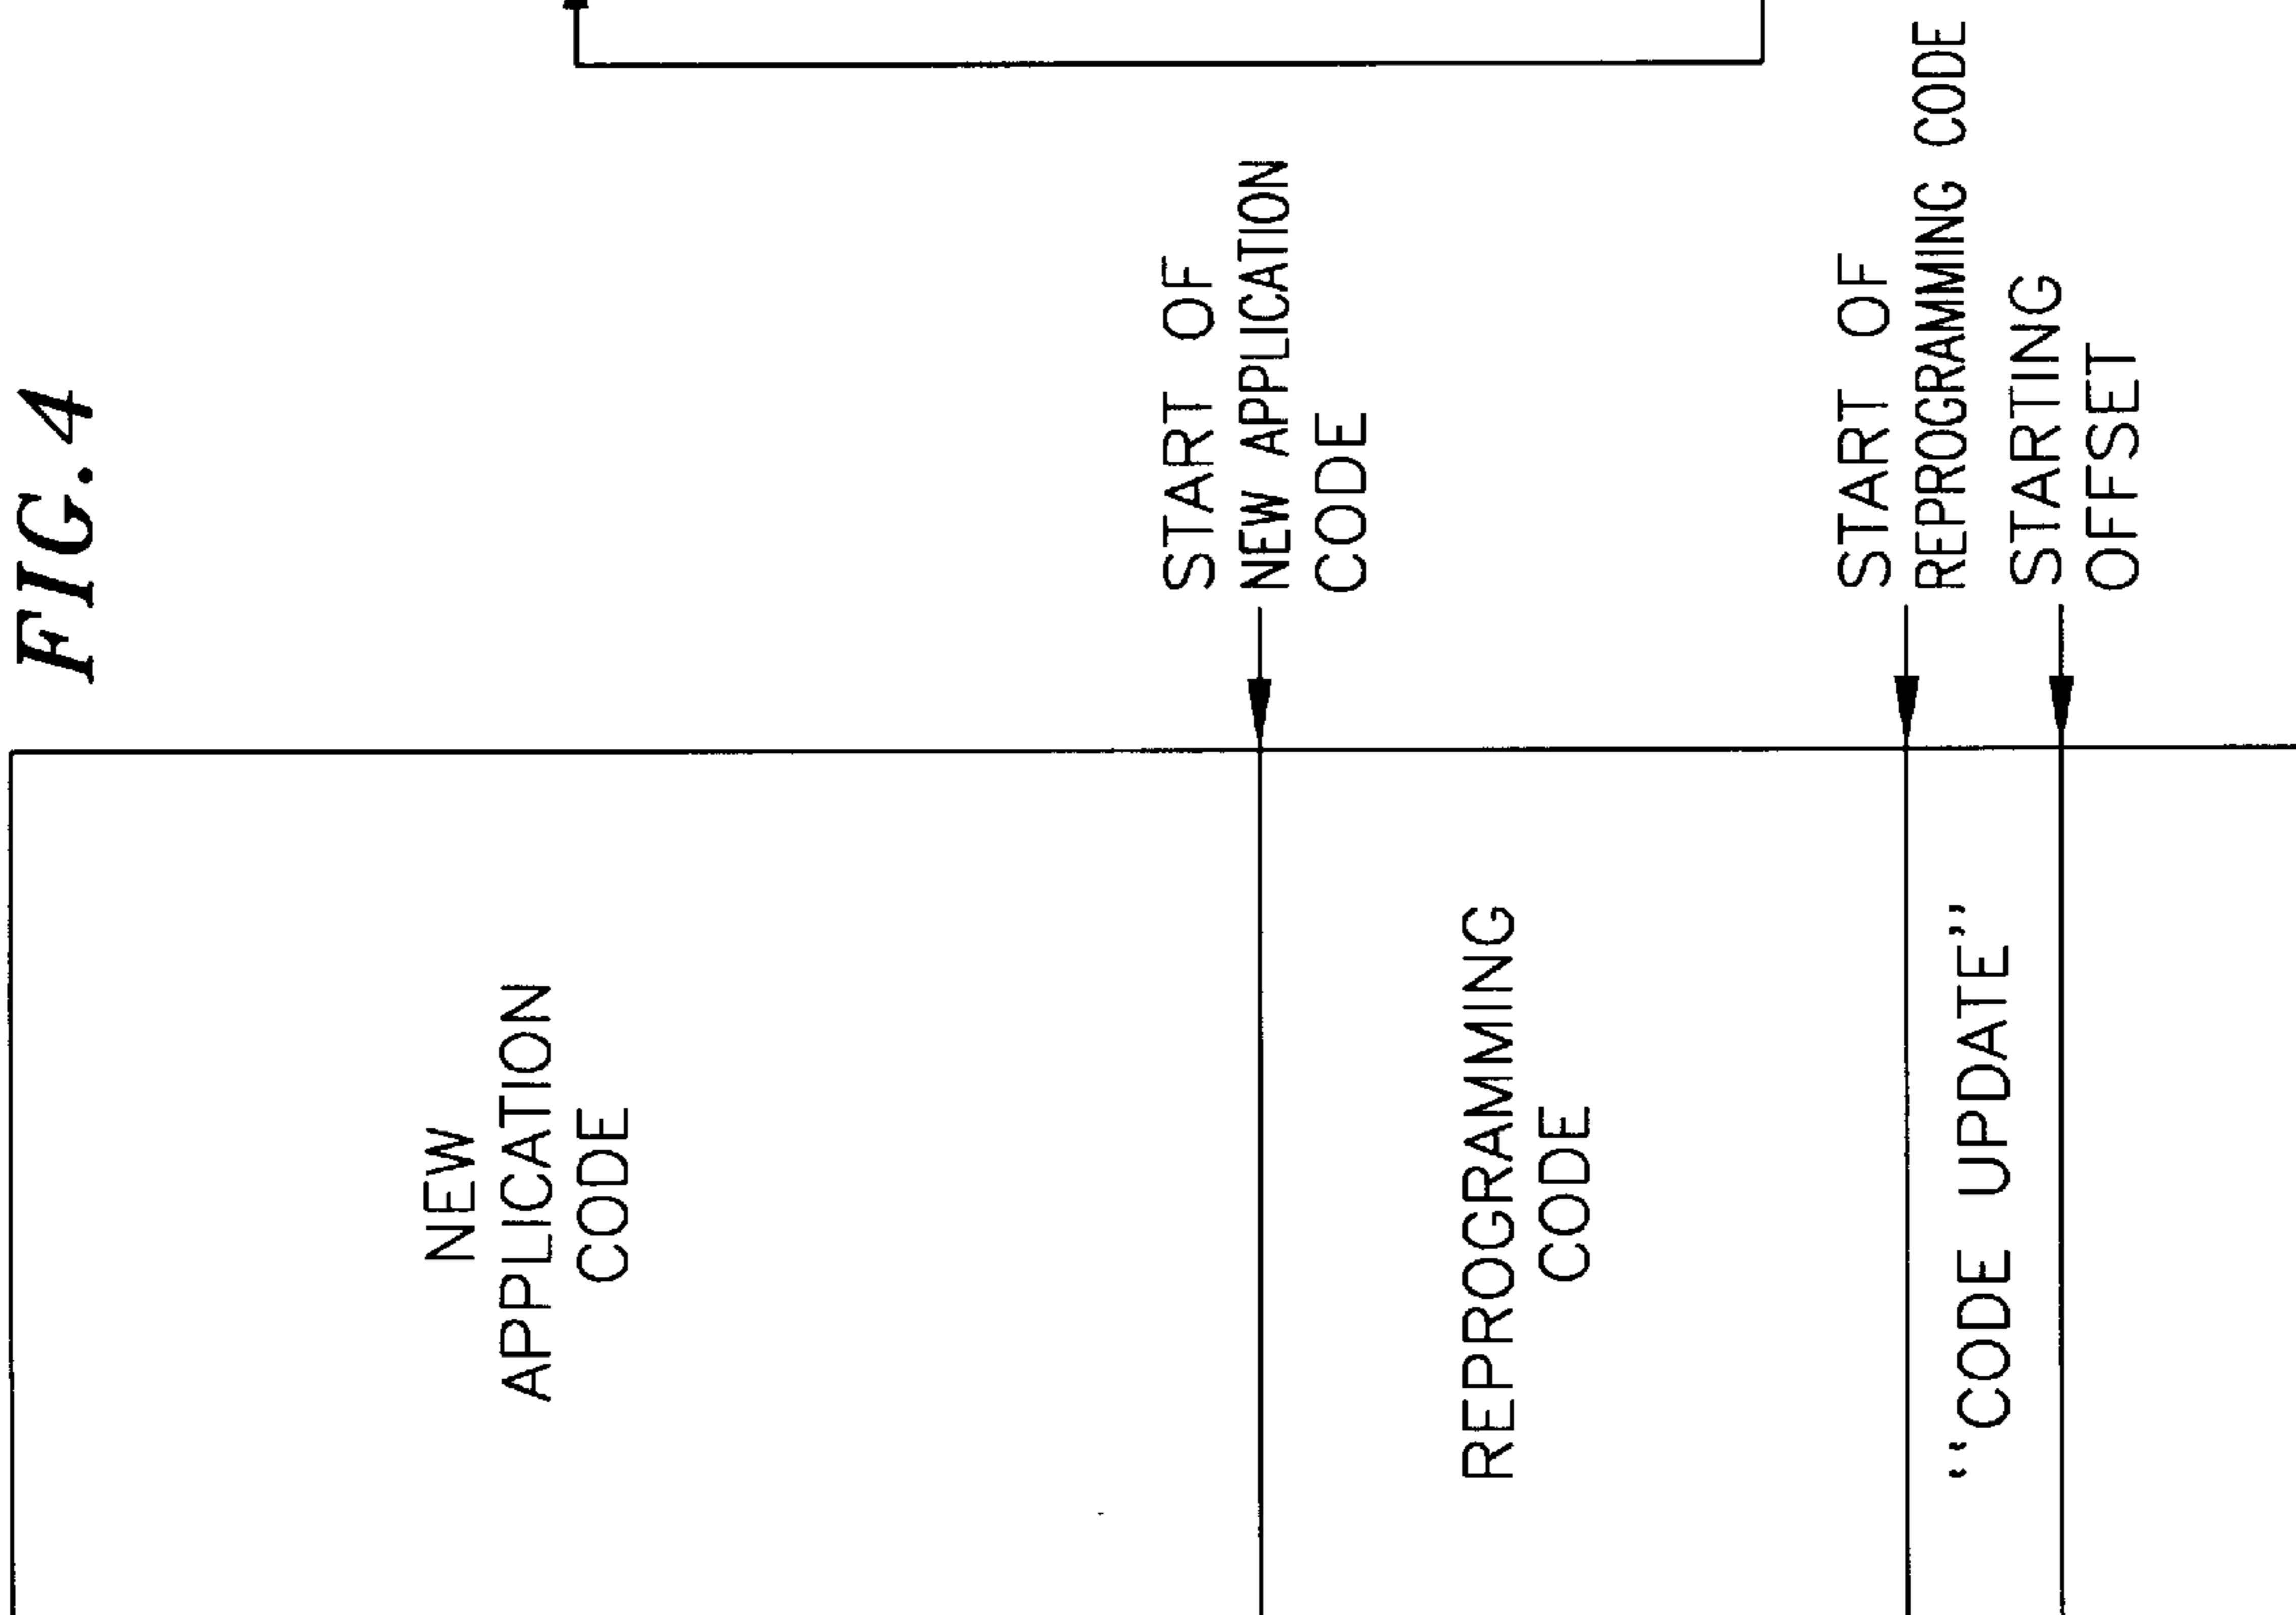 FIG. 4
NEW
APPLICATION
CODE
START OF
NEW APPLICATION
CODE
REPROGRAMMING
CODE
START OF
REPROGRAMMING CODE
"CODE UPDATE"
STARTING
OFFSET